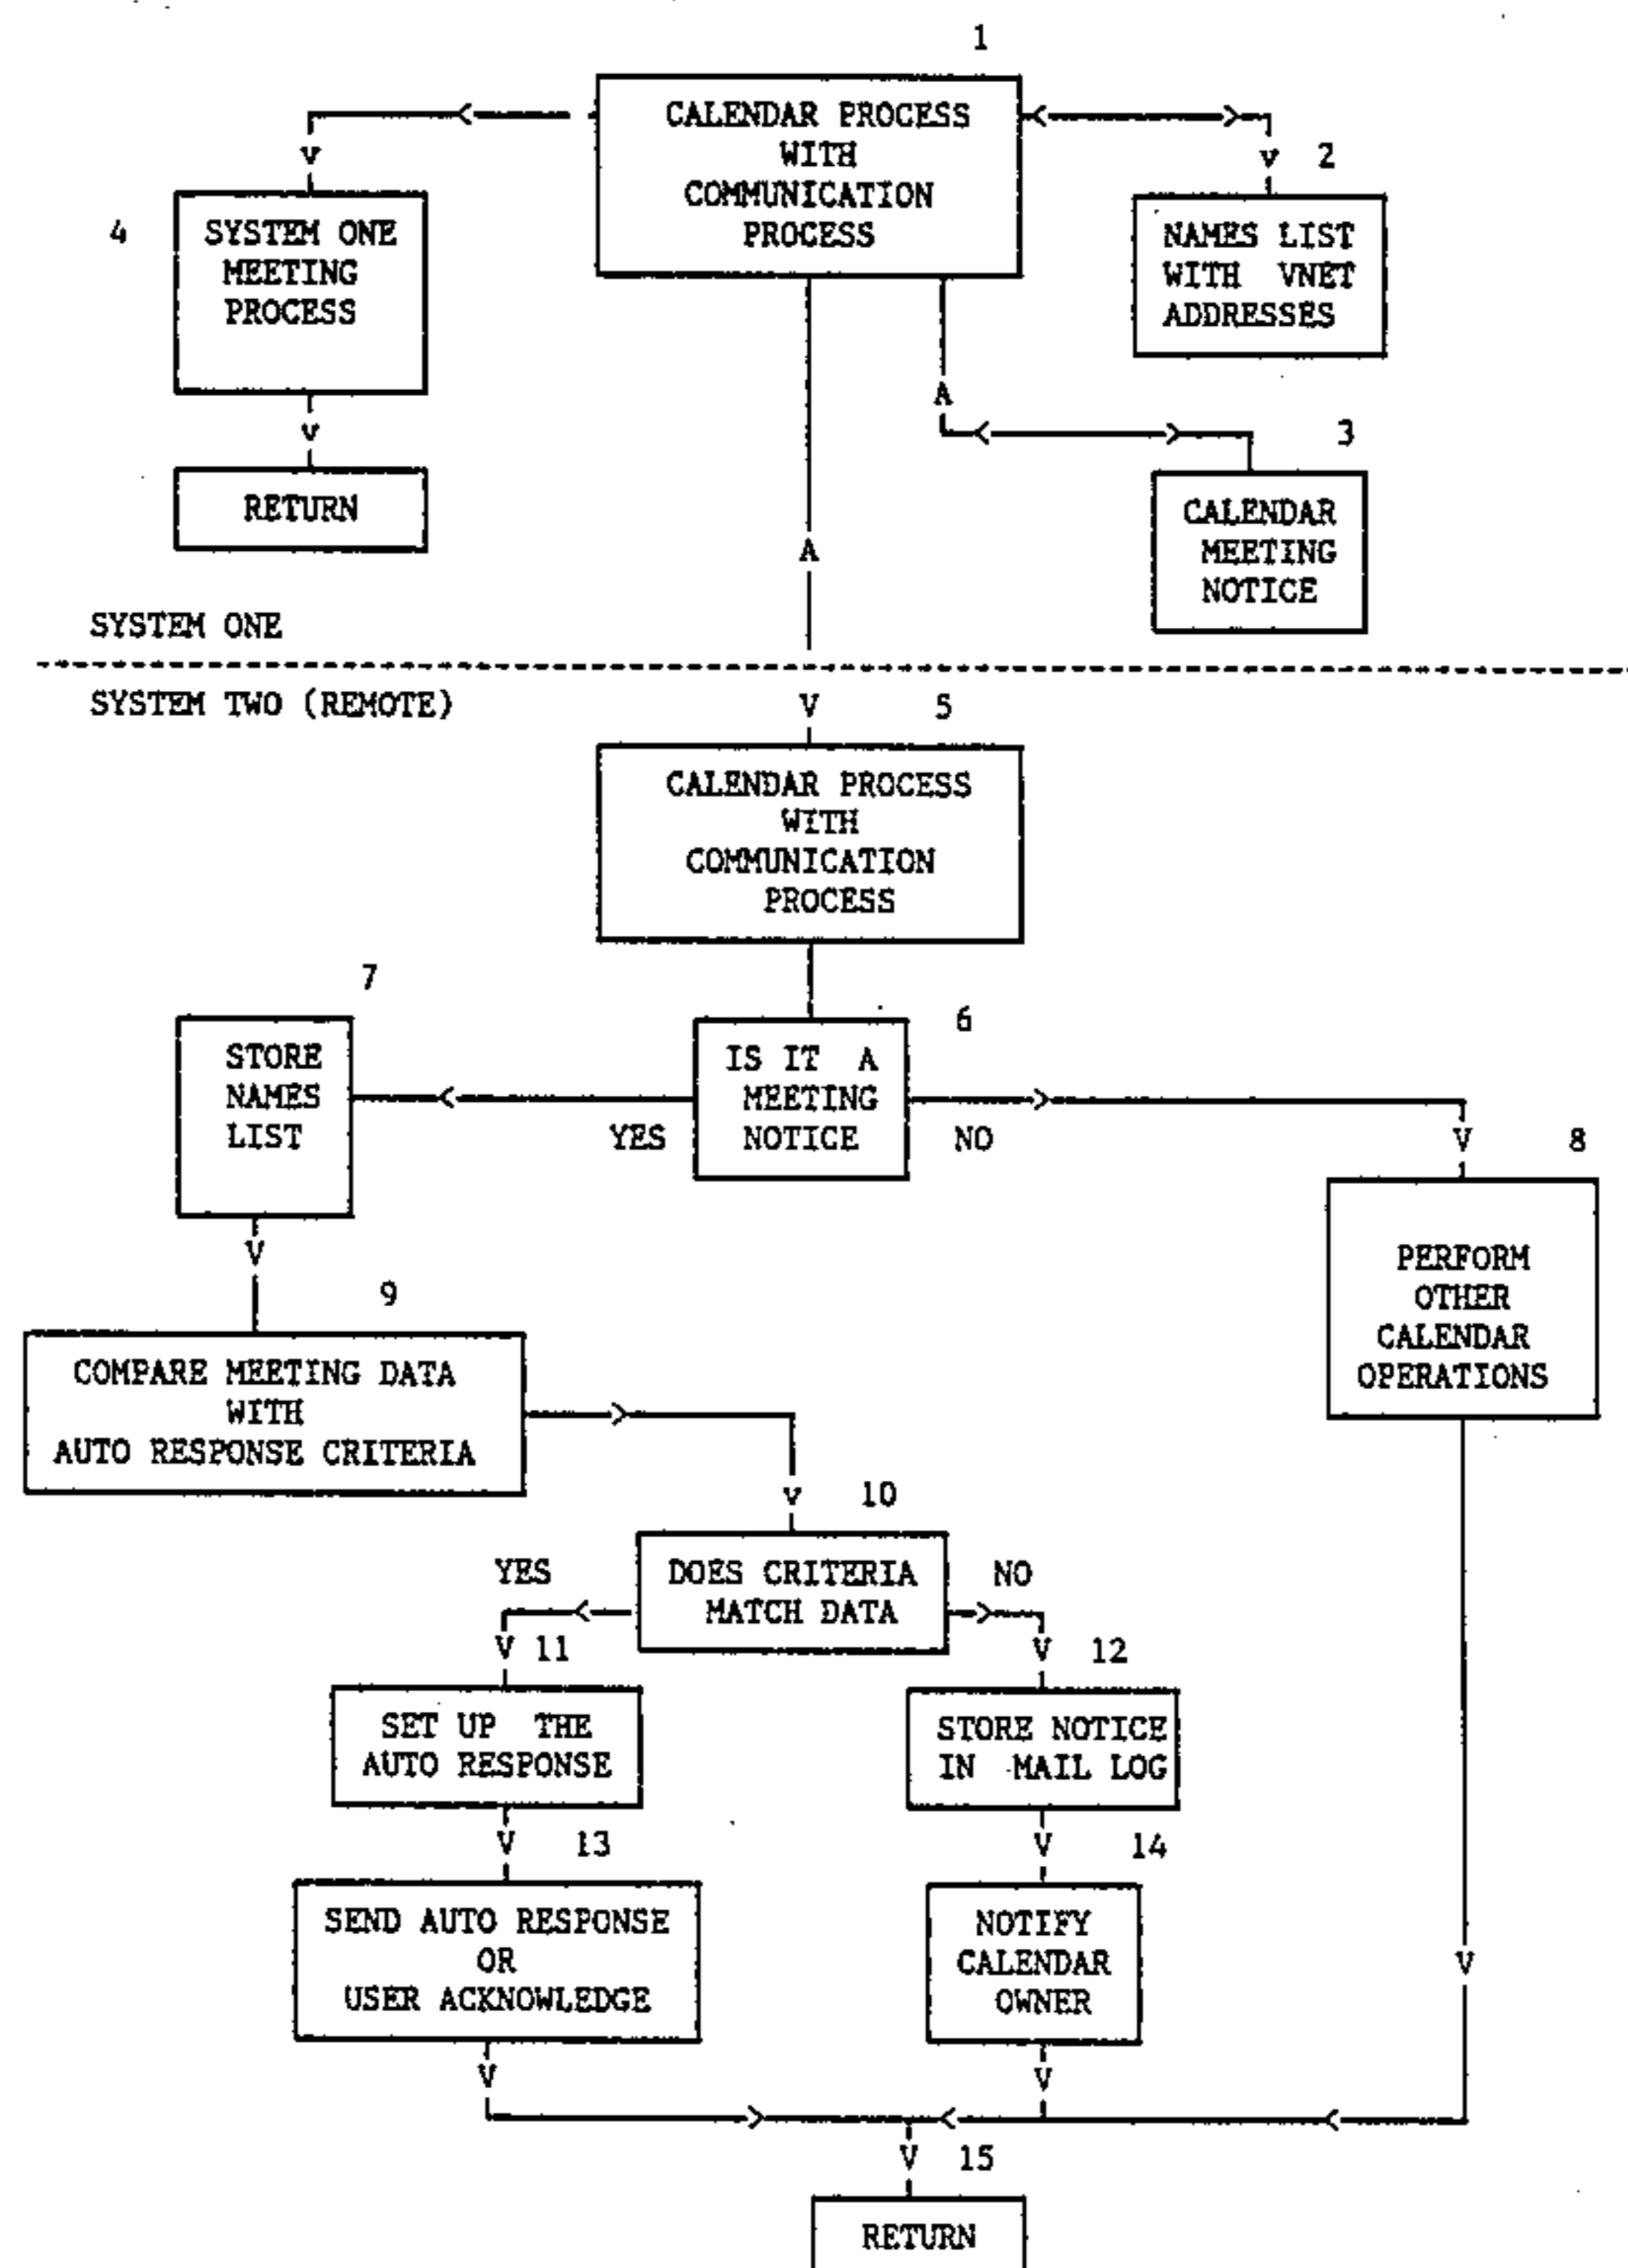 1
CALENDAR PROCESS
WITH
COMMUNICATION
PROCESS
2
NAMES LIST
WITH VNET
ADDRESSES
4
SYSTEM ONE
MEETING
PROCESS
RETURN
3
CALENDAR
MEETING
NOTICE
SYSTEM ONE
SYSTEM TWO (REMOTE)
5
CALENDAR PROCESS
WITH
COMMUNICATION
PROCESS
6
IS IT A
MEETING
NOTICE
YES
NO
7
STORE
NAMES
LIST
8
PERFORM
OTHER
CALENDAR
OPERATIONS
9
COMPARE MEETING DATA
WITH
AUTO RESPONSE CRITERIA
10
DOES CRITERIA
MATCH DATA
YES
NO
11
SET UP THE
AUTO RESPONSE
12
STORE NOTICE
IN MAIL LOG
13
SEND AUTO RESPONSE
OR
USER ACKNOWLEDGE
14
NOTIFY
CALENDAR
OWNER
15
RETURN